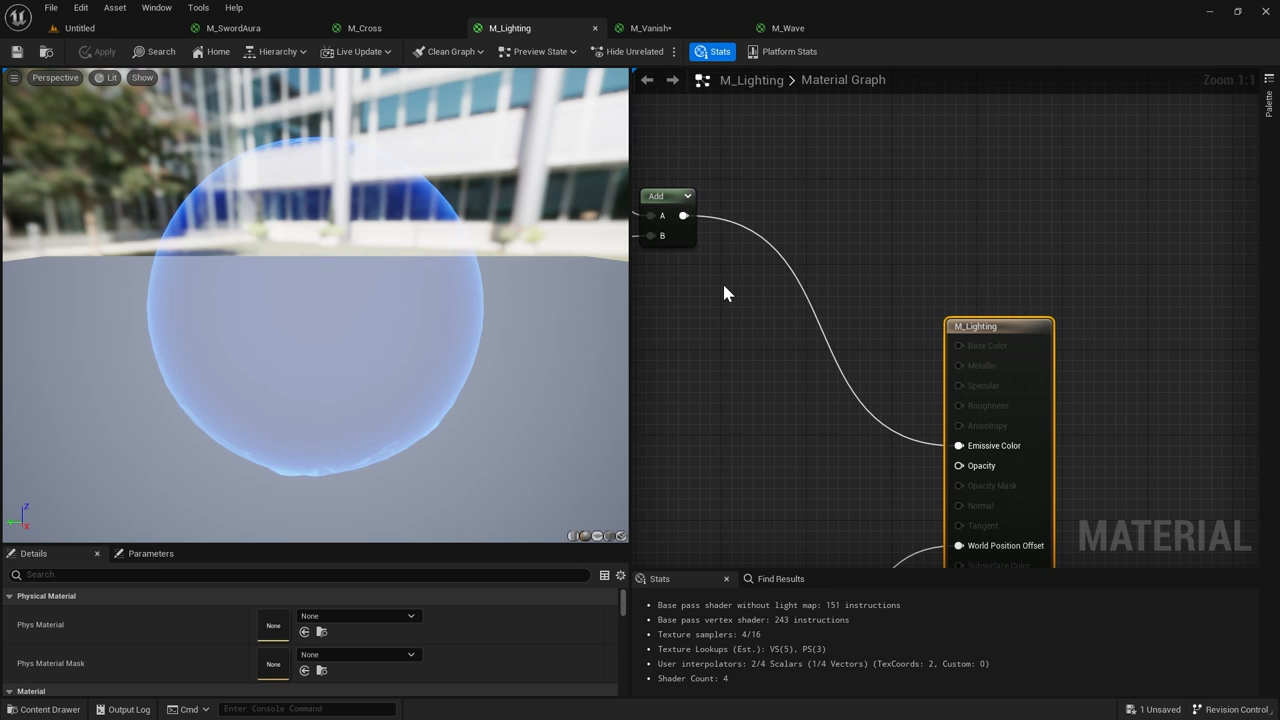 File Edit Asset Window Tools Help
Untitled M_SwordAura M_Cross M_Lighting M_Vanish• M_Wave
Apply Search Home Hierarchy Live Update Clean Graph Preview State Hide Unrelated Stats Platform Stats
Perspective Lit Show
M_Lighting > Material Graph Zoom 1:1
Palette
Add
A
B
M_Lighting
Base Color
Metallic
Specular
Roughness
Anisotropy
Emissive Color
Opacity
Opacity Mask
Normal
Tangent
World Position Offset
Subsurface Color
MATERIAL
Z
Y
X
Details Parameters
Search
Physical Material
Phys Material None None
Phys Material Mask None None
Material
Stats Find Results
• Base pass shader without light map: 151 instructions
• Base pass vertex shader: 243 instructions
• Texture samplers: 4/16
• Texture Lookups (Est.): VS(5), PS(3)
• User interpolators: 2/4 Scalars (1/4 Vectors) (TexCoords: 2, Custom: 0)
• Shader Count: 4
Content Drawer Output Log Cmd Enter Console Command 1 Unsaved Revision Control